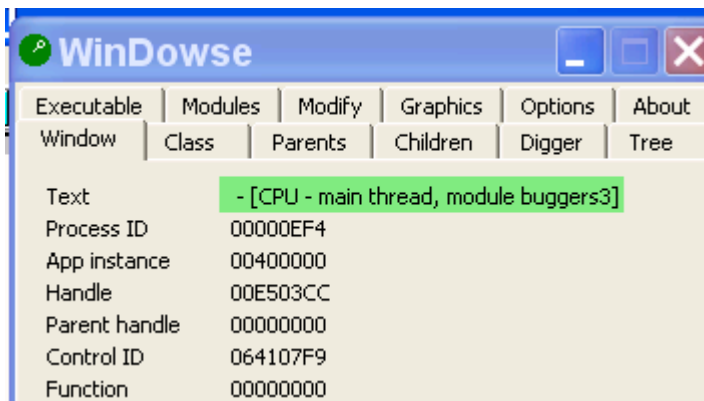 WinDowse
Executable Modules Modify Graphics Options About
Window Class Parents Children Digger Tree
Text - [CPU - main thread, module buggers3]
Process ID 00000EF4
App instance 00400000
Handle 00E503CC
Parent handle 00000000
Control ID 064107F9
Function 00000000